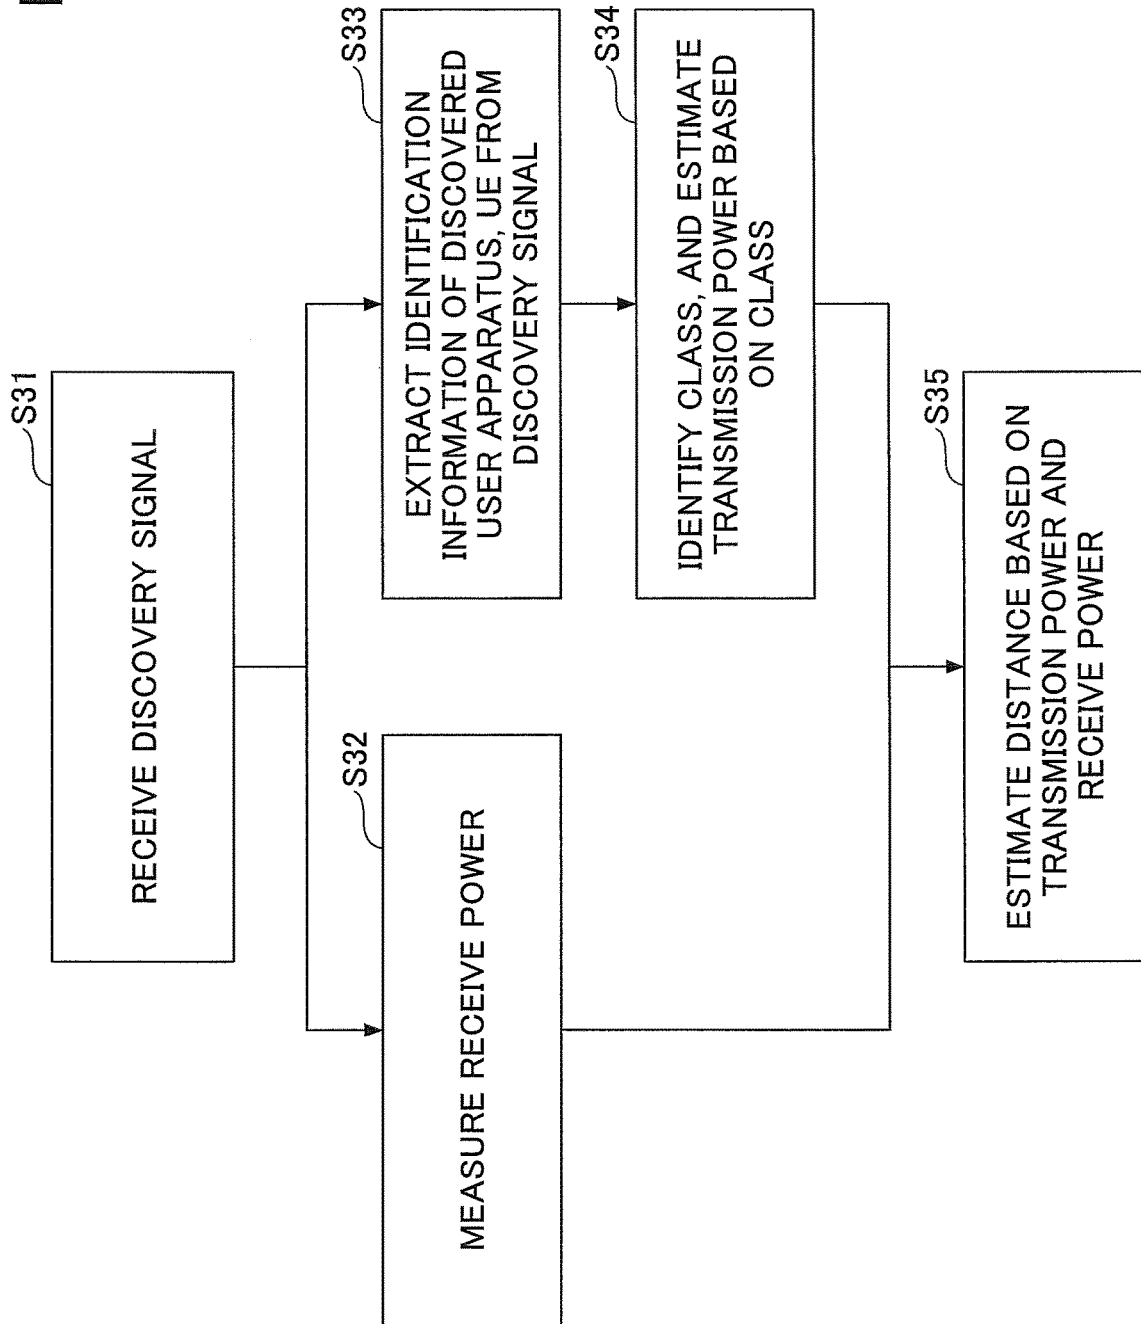 S31
RECEIVE DISCOVERY SIGNAL
S32
MEASURE RECEIVE POWER
S33
EXTRACT IDENTIFICATION
INFORMATION OF DISCOVERED
USER APPARATUS, UE FROM
DISCOVERY SIGNAL
S34
IDENTIFY CLASS, AND ESTIMATE
TRANSMISSION POWER BASED
ON CLASS
S35
ESTIMATE DISTANCE BASED ON
TRANSMISSION POWER AND
RECEIVE POWER